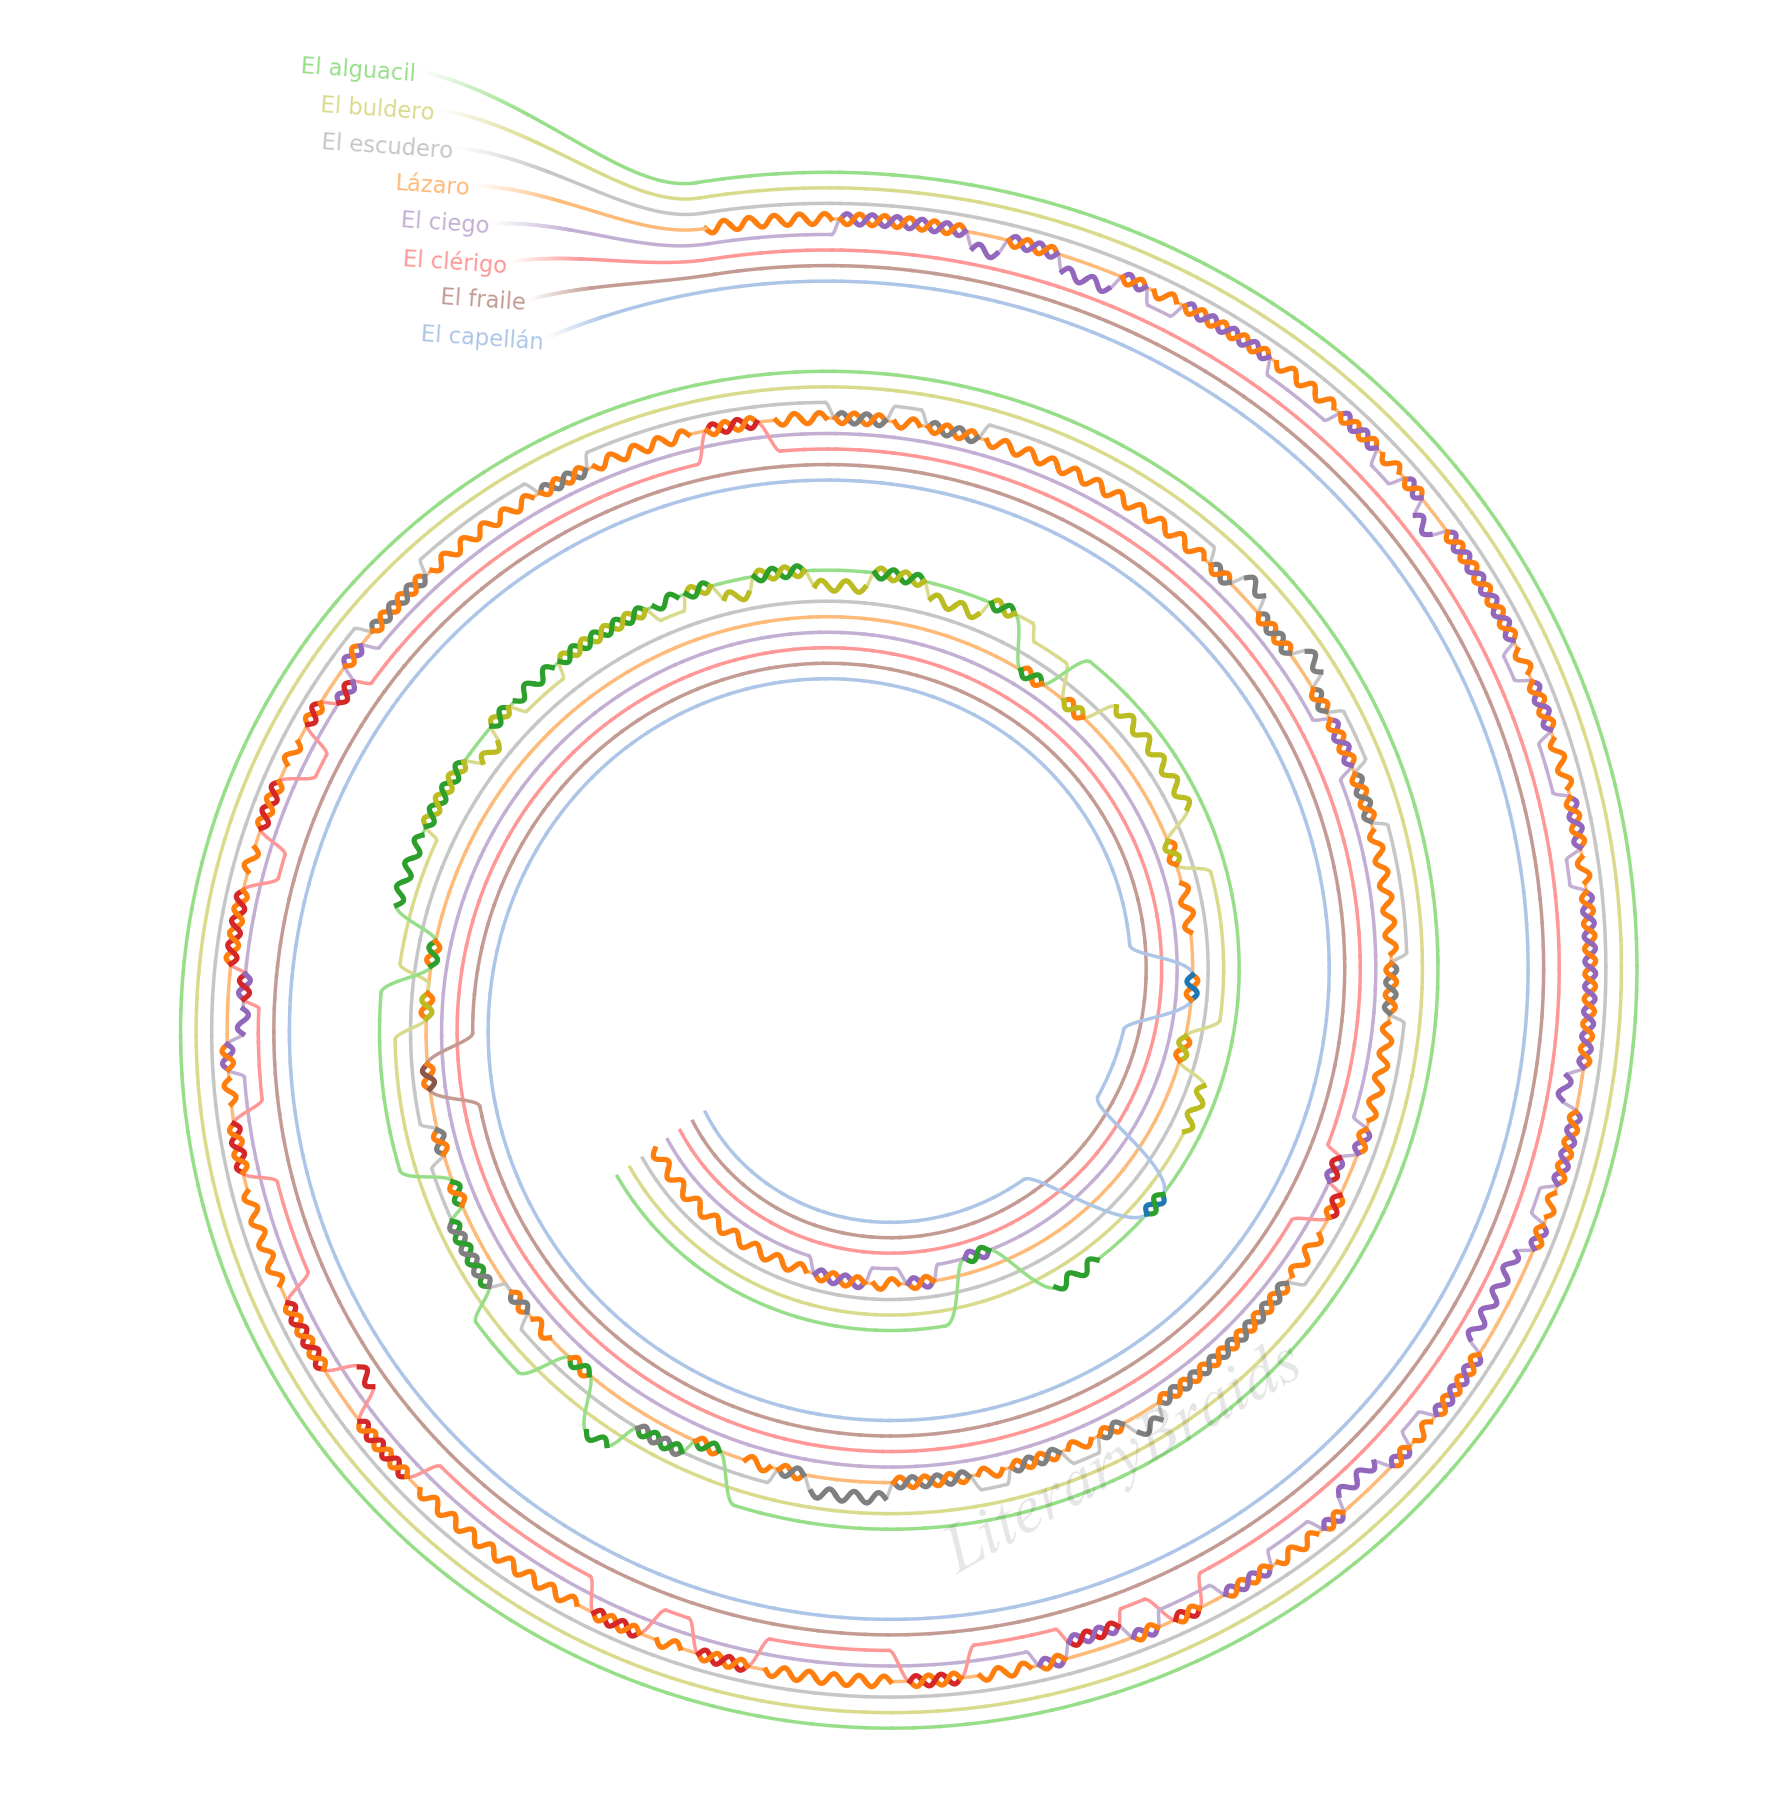 El alguacil
El buldero
El escudero
Lázaro
El ciego
El clérigo
El fraile
El capellán
LiteraryBraids